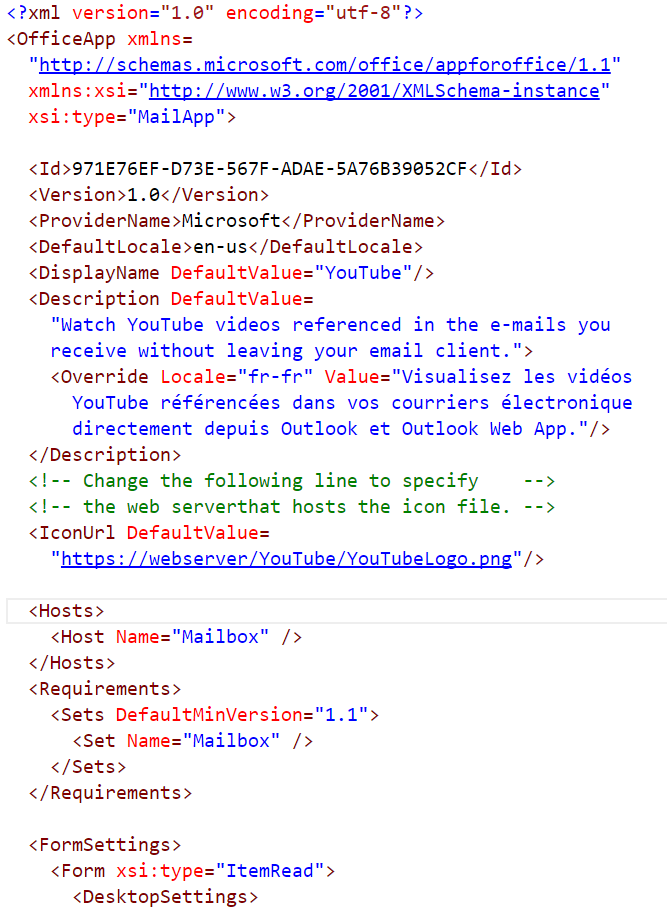 <?xml version="1.0" encoding="utf-8"?>
<OfficeApp xmlns=
"http://schemas.microsoft.com/office/appforoffice/1.1"
xmlns:xsi="http://www.w3.org/2001/XMLSchema-instance"
xsi:type="MailApp">
<Id>971E76EF-D73E-567F-ADAE-5A76B39052CF</Id>
<Version>1.0</Version>
<ProviderName>Microsoft</ProviderName>
<DefaultLocale>en-us</DefaultLocale>
<DisplayName DefaultValue="YouTube"/>
<Description DefaultValue=
"Watch YouTube videos referenced in the e-mails you
receive without leaving your email client.">
<Override Locale="fr-fr" Value="Visualisez les vidéos
YouTube référencées dans vos courriers électronique
directement depuis Outlook et Outlook Web App."/>
</Description>
<!-- Change the following line to specify    -->
<!-- the web serverthat hosts the icon file. -->
<IconUrl DefaultValue=
"https://webserver/YouTube/YouTubeLogo.png"/>
<Hosts>
<Host Name="Mailbox" />
</Hosts>
<Requirements>
<Sets DefaultMinVersion="1.1">
<Set Name="Mailbox" />
</Sets>
</Requirements>
<FormSettings>
<Form xsi:type="ItemRead">
<DesktopSettings>